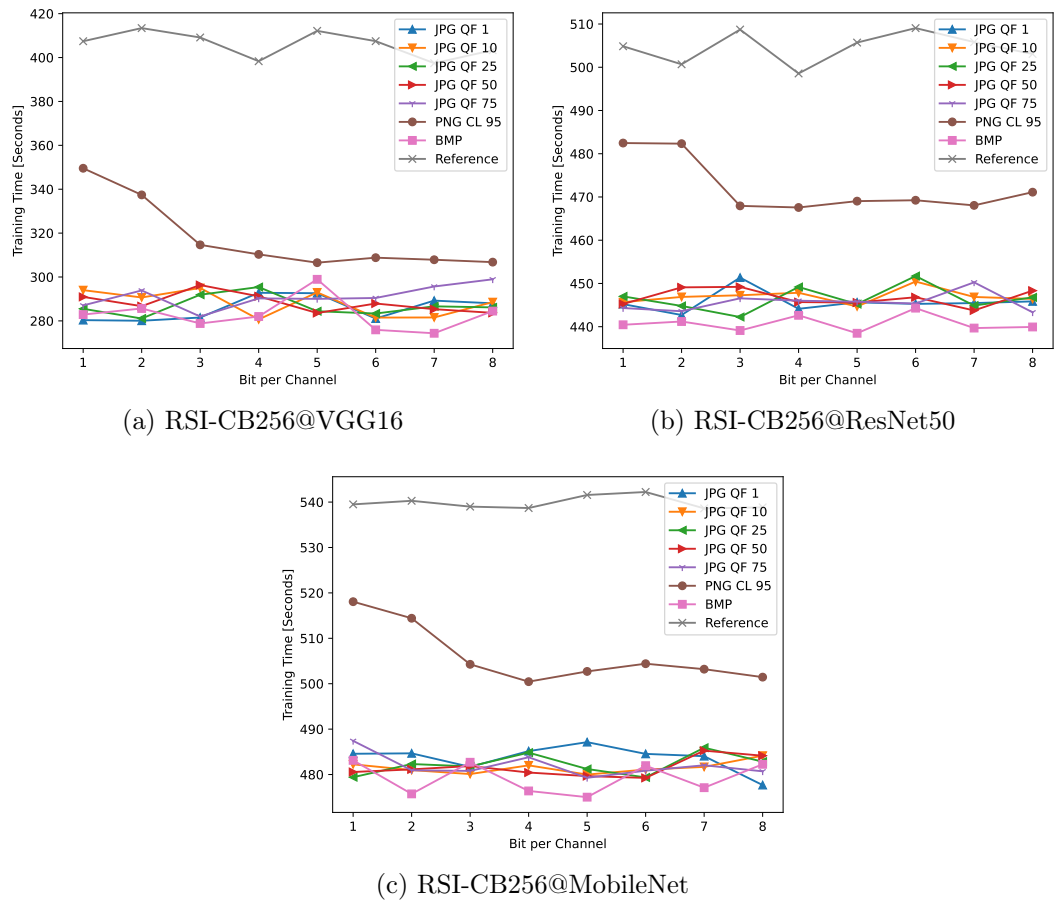 420
400
380
360
340
320
300
280
Training Time [Seconds]
1 2 3 4 5 6 7 8
Bit per Channel
JPG QF 1
JPG QF 10
JPG QF 25
JPG QF 50
JPG QF 75
PNG CL 95
BMP
Reference
(a) RSI-CB256@VGG16
510
500
490
480
470
460
450
440
Training Time [Seconds]
1 2 3 4 5 6 7 8
Bit per Channel
JPG QF 1
JPG QF 10
JPG QF 25
JPG QF 50
JPG QF 75
PNG CL 95
BMP
Reference
(b) RSI-CB256@ResNet50
540
530
520
510
500
490
480
Training Time [Seconds]
1 2 3 4 5 6 7 8
Bit per Channel
JPG QF 1
JPG QF 10
JPG QF 25
JPG QF 50
JPG QF 75
PNG CL 95
BMP
Reference
(c) RSI-CB256@MobileNet